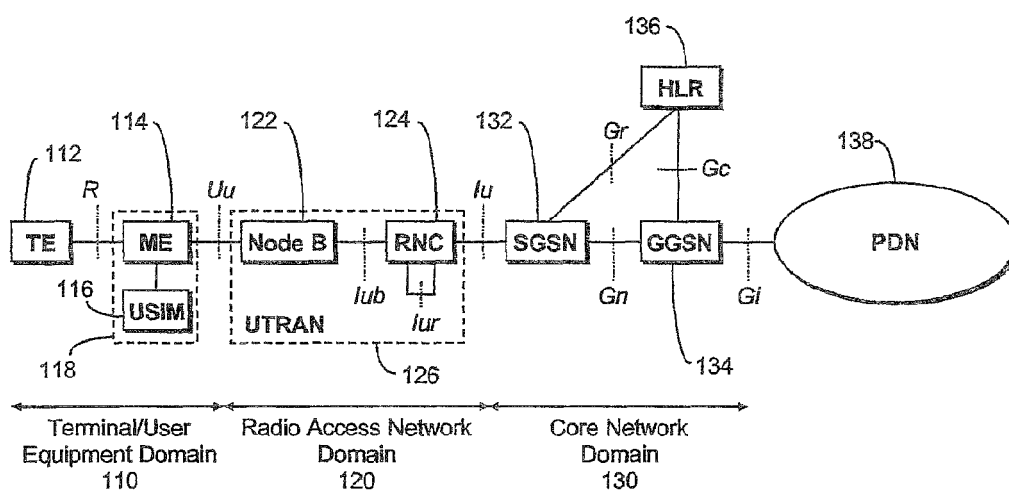 136
HLR
114
122
124
132
Gr
138
112
Gc
R
Uu
Iu
TE
ME
Node B
RNC
SGSN
GGSN
PDN
116
USIM
Iub
Iur
Gn
Gi
UTRAN
118
126
134
Terminal/User
Equipment Domain
110
Radio Access Network
Domain
120
Core Network
Domain
130